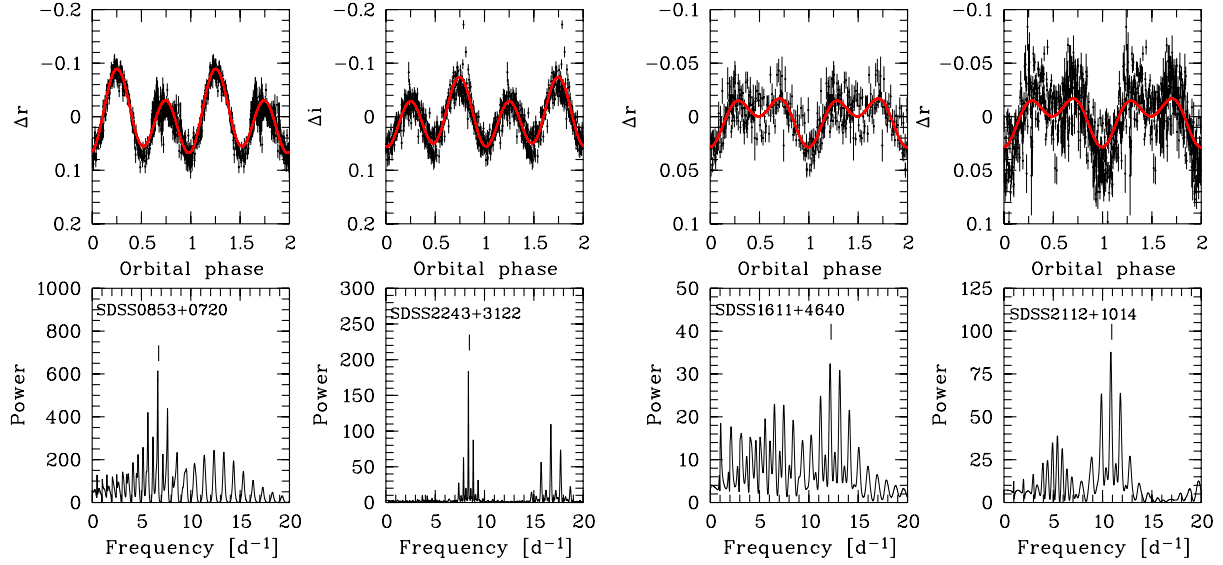 −0.2 −0.2 −0.1 −0.1
−0.1 −0.1 −0.05 −0.05
Δr 0 Δi 0 Δr 0 Δr 0
0.1 0.1 0.05 0.05
0.2 0.2 0.1 0.1
0 0.5 1 1.5 2 0 0.5 1 1.5 2 0 0.5 1 1.5 2 0 0.5 1 1.5 2
Orbital phase Orbital phase Orbital phase Orbital phase
1000 300 50 125
SDSS0853+0720 SDSS2243+3122 SDSS1611+4640 SDSS2112+1014
800 250 40 100
600 200 30 75
Power Power Power Power
400 150 20 50
200 100 10 25
50
0 0 0 0
0 5 10 15 20 0 5 10 15 20 0 5 10 15 20 0 5 10 15 20
Frequency [d⁻¹] Frequency [d⁻¹] Frequency [d⁻¹] Frequency [d⁻¹]